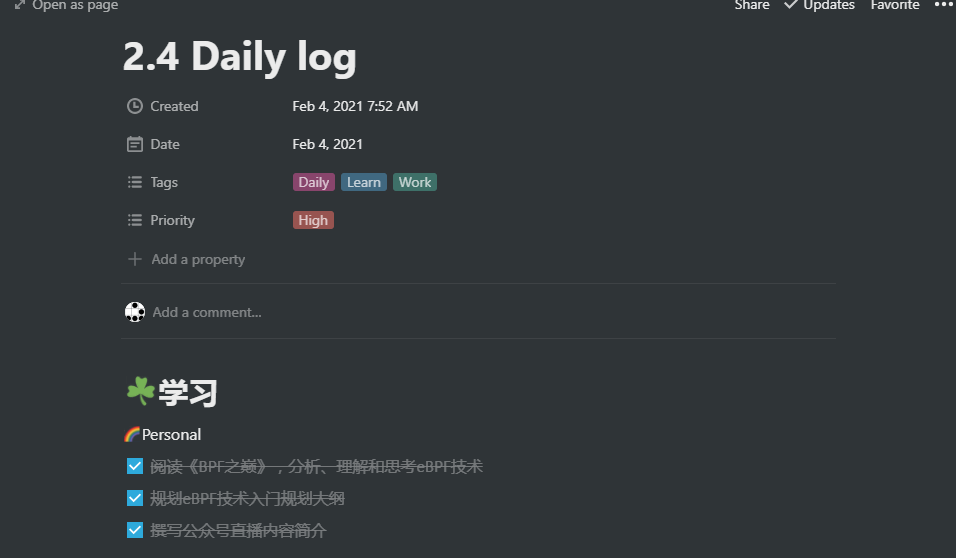 Open as page
Share Updates Favorite
2.4 Daily log
Created Feb 4, 2021 7:52 AM
Date Feb 4, 2021
Tags Daily Learn Work
Priority High
Add a property
Add a comment...
☘️学习
🌈Personal
阅读《BPF之巅》，分析、理解和思考eBPF技术
规划eBPF技术入门规划大纲
撰写公众号直播内容简介